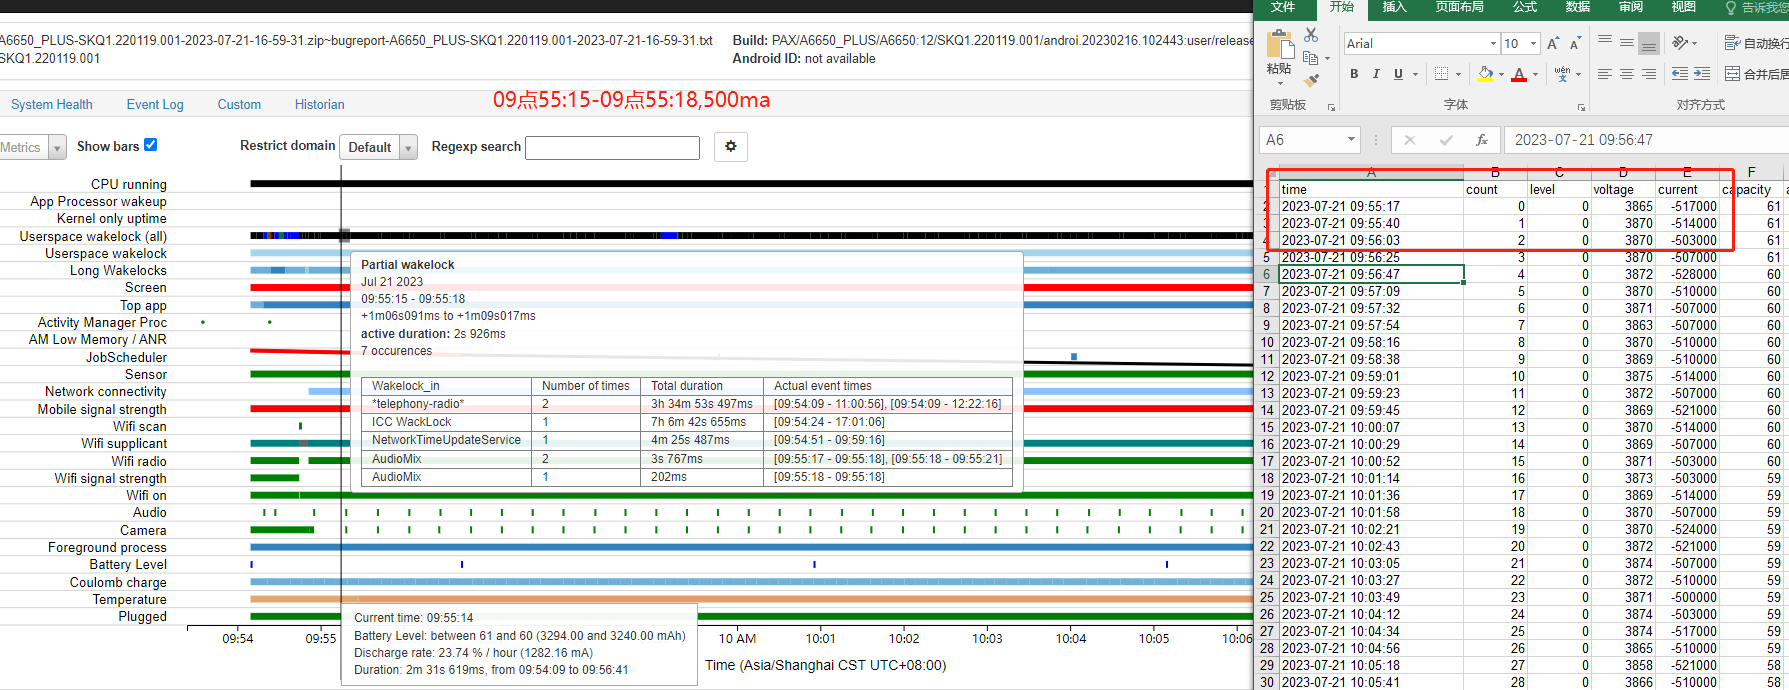 A6650_PLUS-SKQ1.220119.001-2023-07-21-16-59-31.zip~bugreport-A6650_PLUS-SKQ1.220119.001-2023-07-21-16-59-31.txt
SKQ1.220119.001
Build: PAX/A6650_PLUS/A6650:12/SKQ1.220119.001/androi.20230216.102443:user/release
Android ID: not available
System Health Event Log Custom Historian
09点55:15-09点55:18,500ma
Metrics Show bars Restrict domain Default Regexp search
CPU running
App Processor wakeup
Kernel only uptime
Userspace wakelock (all)
Userspace wakelock
Long Wakelocks
Screen
Top app
Activity Manager Proc
AM Low Memory / ANR
JobScheduler
Sensor
Network connectivity
Mobile signal strength
Wifi scan
Wifi supplicant
Wifi radio
Wifi signal strength
Wifi on
Audio
Camera
Foreground process
Battery Level
Coulomb charge
Temperature
Plugged
Partial wakelock
Jul 21 2023
09:55:15 - 09:55:18
+1m06s091ms to +1m09s017ms
active duration: 2s 926ms
7 occurences
Wakelock_in Number of times Total duration Actual event times
*telephony-radio* 2 3h 34m 53s 497ms [09:54:09 - 11:00:56], [09:54:09 - 12:22:16]
ICC WackLock 1 7h 6m 42s 655ms [09:54:24 - 17:01:06]
NetworkTimeUpdateService 1 4m 25s 487ms [09:54:51 - 09:59:16]
AudioMix 2 3s 767ms [09:55:17 - 09:55:18], [09:55:18 - 09:55:21]
AudioMix 1 202ms [09:55:18 - 09:55:18]
Current time: 09:55:14
Battery Level: between 61 and 60 (3294.00 and 3240.00 mAh)
Discharge rate: 23.74 % / hour (1282.16 mA)
Duration: 2m 31s 619ms, from 09:54:09 to 09:56:41
09:54 09:55 10 AM 10:01 10:02 10:03 10:04 10:05 10:06
Time (Asia/Shanghai CST UTC+08:00)
文件 开始 插入 页面布局 公式 数据 审阅 视图 告诉我您
粘贴 Arial 10 A A 自动换行
B I U A wén 文 合并后居
剪贴板 字体 对齐方式
A6 fx 2023-07-21 09:56:47
A B C D E F
time count level voltage current capacity
2 2023-07-21 09:55:17 0 0 3865 -517000 61
3 2023-07-21 09:55:40 1 0 3870 -514000 61
4 2023-07-21 09:56:03 2 0 3870 -503000 61
5 2023-07-21 09:56:25 3 0 3870 -507000 61
6 2023-07-21 09:56:47 4 0 3872 -528000 60
7 2023-07-21 09:57:09 5 0 3870 -510000 60
8 2023-07-21 09:57:32 6 0 3871 -507000 60
9 2023-07-21 09:57:54 7 0 3863 -507000 60
10 2023-07-21 09:58:16 8 0 3870 -510000 60
11 2023-07-21 09:58:38 9 0 3869 -510000 60
12 2023-07-21 09:59:01 10 0 3875 -514000 60
13 2023-07-21 09:59:23 11 0 3872 -507000 60
14 2023-07-21 09:59:45 12 0 3869 -521000 60
15 2023-07-21 10:00:07 13 0 3870 -514000 60
16 2023-07-21 10:00:29 14 0 3869 -507000 60
17 2023-07-21 10:00:52 15 0 3871 -503000 60
18 2023-07-21 10:01:14 16 0 3873 -503000 59
19 2023-07-21 10:01:36 17 0 3869 -514000 59
20 2023-07-21 10:01:58 18 0 3870 -507000 59
21 2023-07-21 10:02:21 19 0 3870 -524000 59
22 2023-07-21 10:02:43 20 0 3872 -521000 59
23 2023-07-21 10:03:05 21 0 3874 -507000 59
24 2023-07-21 10:03:27 22 0 3872 -510000 59
25 2023-07-21 10:03:49 23 0 3871 -500000 59
26 2023-07-21 10:04:12 24 0 3874 -503000 59
27 2023-07-21 10:04:34 25 0 3874 -517000 59
28 2023-07-21 10:04:56 26 0 3865 -510000 59
29 2023-07-21 10:05:18 27 0 3858 -521000 58
30 2023-07-21 10:05:41 28 0 3866 -510000 58